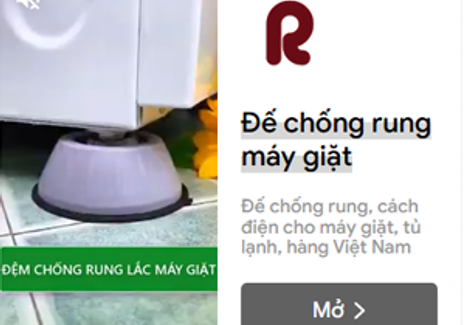 R
Đế chống rung
máy giặt
Đế chống rung, cách
điện cho máy giặt, tủ
lạnh, hàng Việt Nam
ĐỆM CHỐNG RUNG LẮC MÁY GIẶT
Mở >